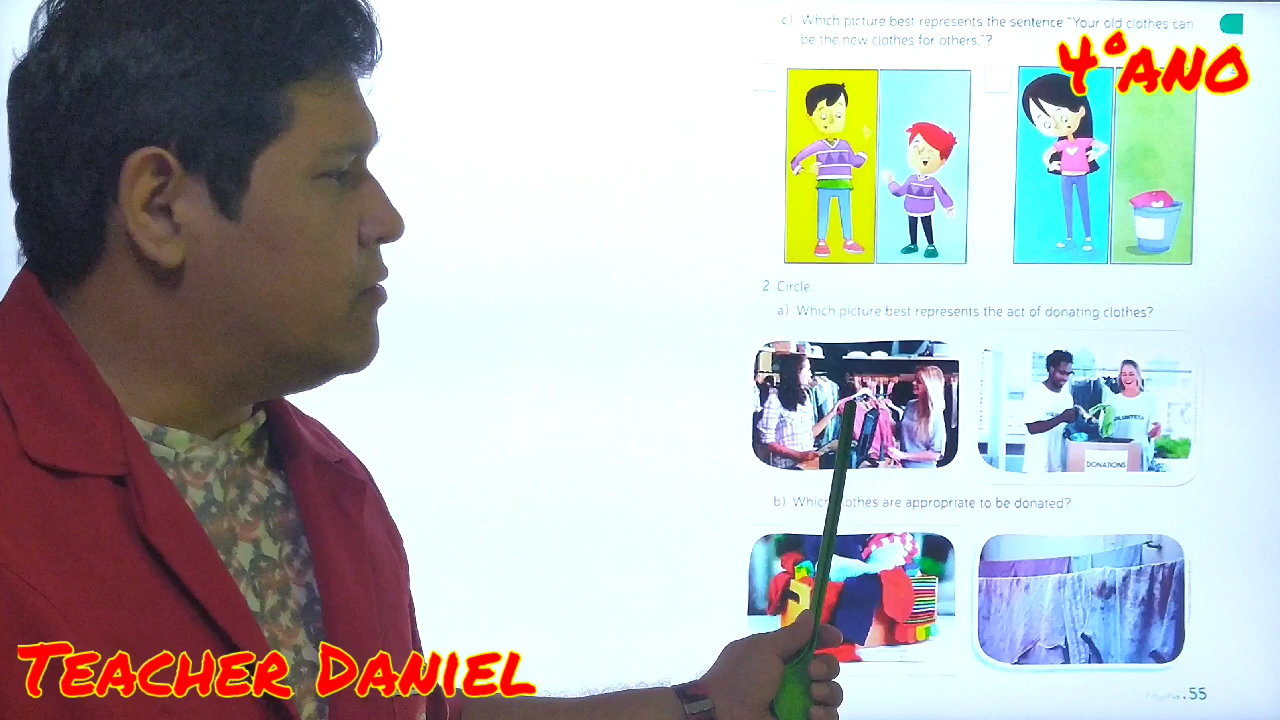 c) Which picture best represents the sentence "Your old clothes can
be the new clothes for others."?
4° ANO
2 Circle.
a) Which picture best represents the act of donating clothes?
VOLUNTEER
DONATIONS
b) Which clothes are appropriate to be donated?
TEACHER DANIEL
55